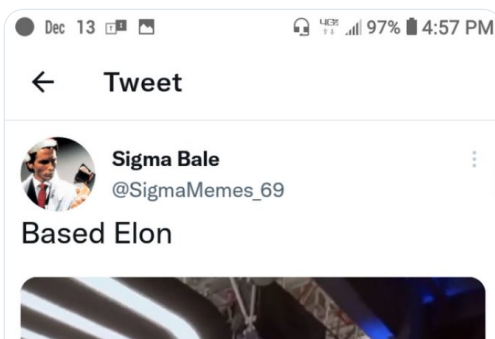 Dec 13 97% 4:57 PM
Tweet
Sigma Bale
@SigmaMemes_69
Based Elon